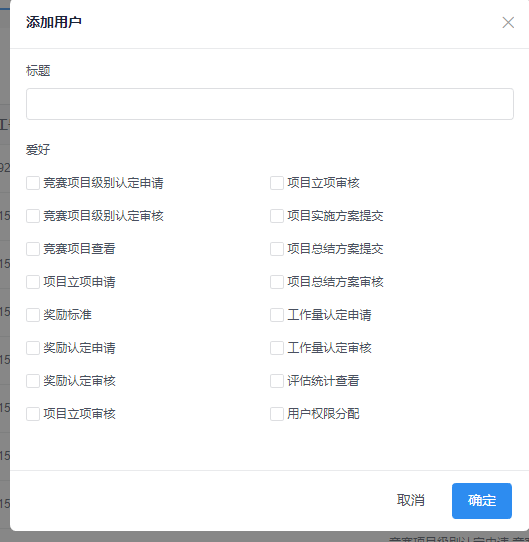 添加用户
标题
爱好
竞赛项目级别认定申请 项目立项审核
竞赛项目级别认定审核 项目实施方案提交
竞赛项目查看 项目总结方案提交
项目立项申请 项目总结方案审核
奖励标准 工作量认定申请
奖励认定申请 工作量认定审核
奖励认定审核 评估统计查看
项目立项审核 用户权限分配
取消 确定